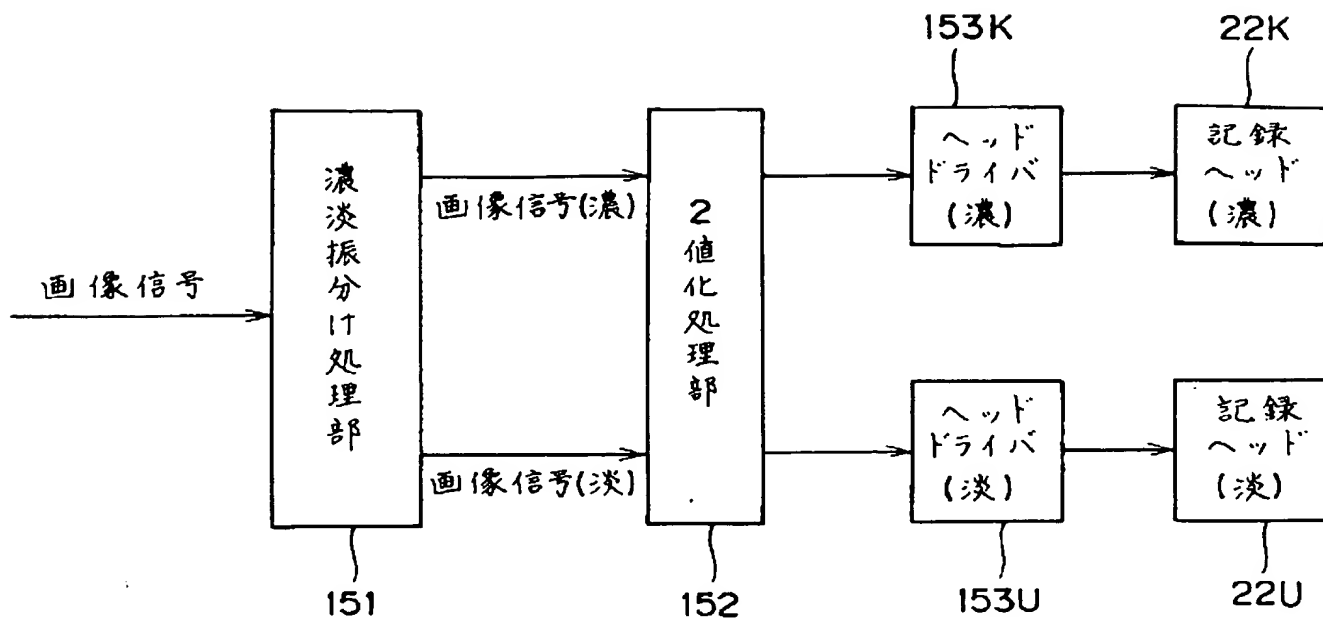 153K
22K
ヘッド
ドライバ
(濃)
記録
ヘッド
(濃)
濃淡振分け処理部
画像信号(濃)
2値化処理部
画像信号
ヘッド
ドライバ
(淡)
記録
ヘッド
(淡)
画像信号(淡)
151
152
153U
22U